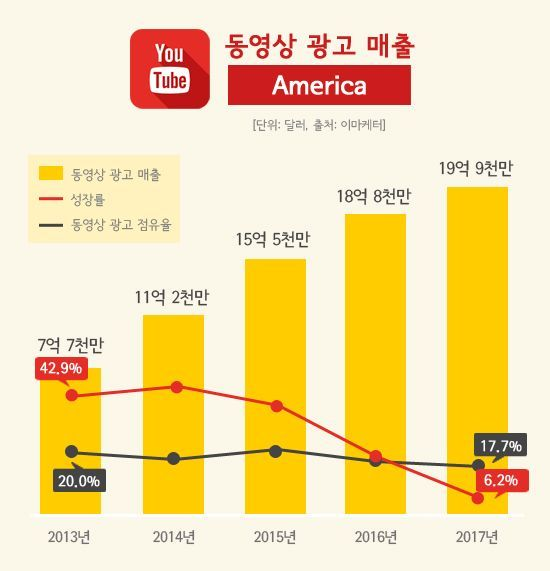 You
Tube
동영상 광고 매출
America
[단위: 달러, 출처: 이마케터]
동영상 광고 매출
성장률
동영상 광고 점유율
7억 7천만
11억 2천만
15억 5천만
18억 8천만
19억 9천만
42.9%
20.0%
17.7%
6.2%
2013년
2014년
2015년
2016년
2017년